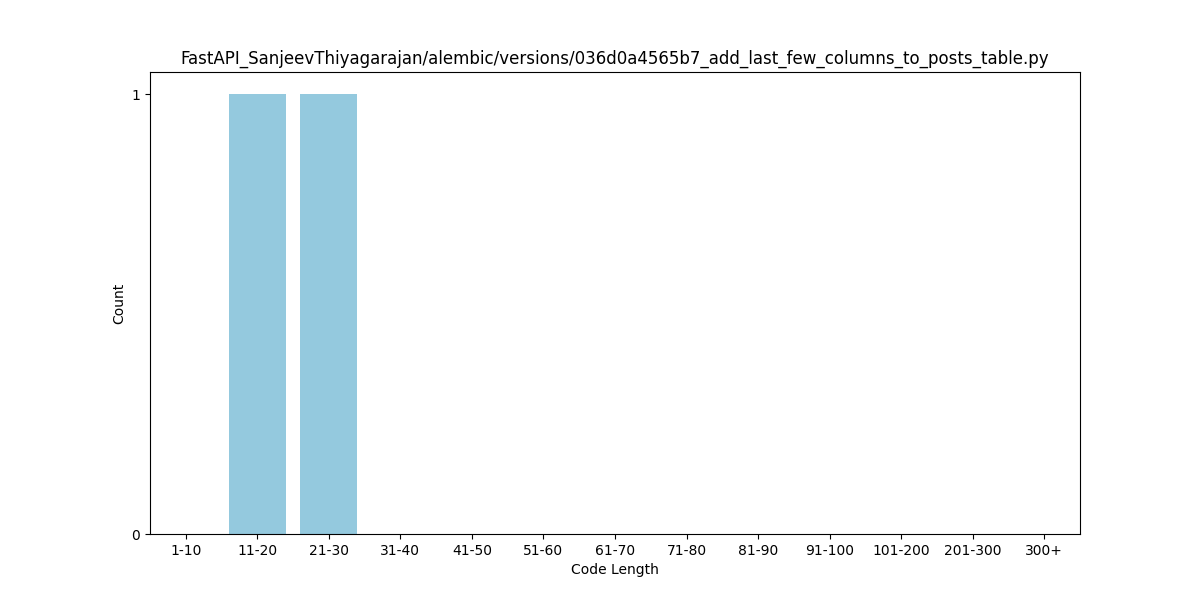 FastAPI_SanjeevThiyagarajan/alembic/versions/036d0a4565b7_add_last_few_columns_to_posts_table.py
1
Count
0
1-10 11-20 21-30 31-40 41-50 51-60 61-70 71-80 81-90 91-100 101-200 201-300 300+
Code Length